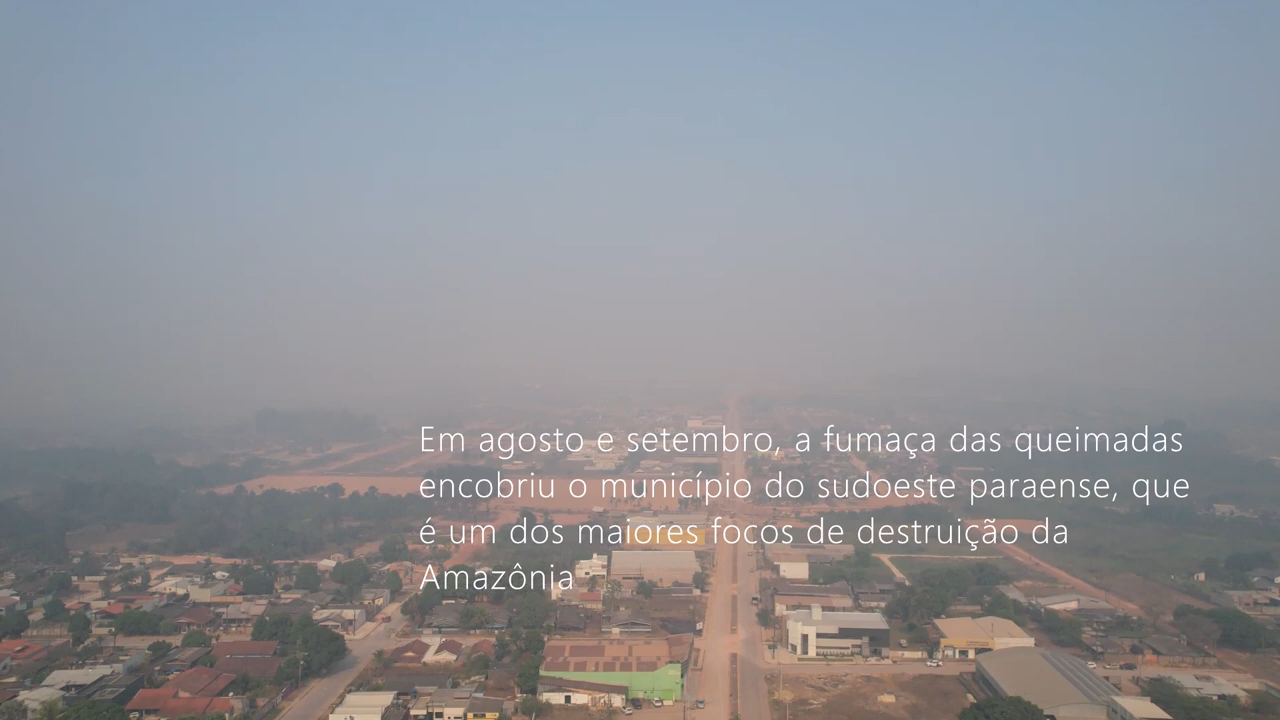 Em agosto e setembro, a fumaça das queimadas
encobriu o município do sudoeste paraense, que
é um dos maiores focos de destruição da
Amazônia